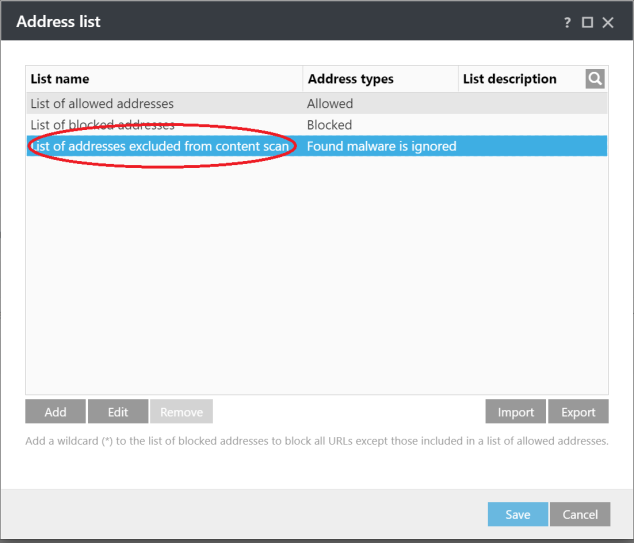 Address list
?
List name Address types List description
List of allowed addresses Allowed
List of blocked addresses Blocked
List of addresses excluded from content scan Found malware is ignored
Add Edit Remove Import Export
Add a wildcard (*) to the list of blocked addresses to block all URLs except those included in a list of allowed addresses.
Save Cancel